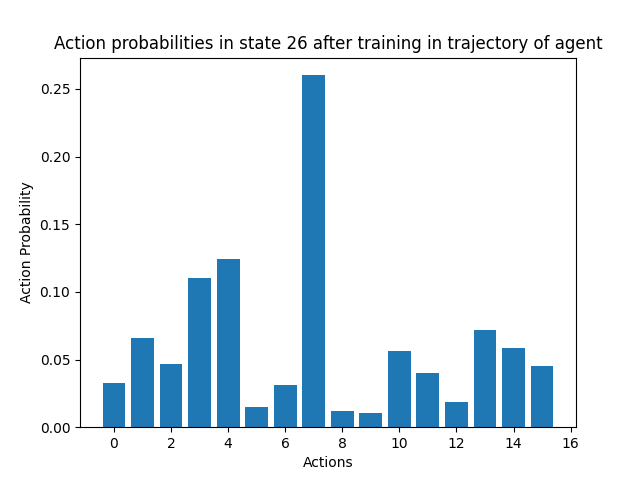 Action probabilities in state 26 after training in trajectory of agent
0.25
0.20
0.15
0.10
0.05
0.00
Action Probability
0 2 4 6 8 10 12 14 16
Actions